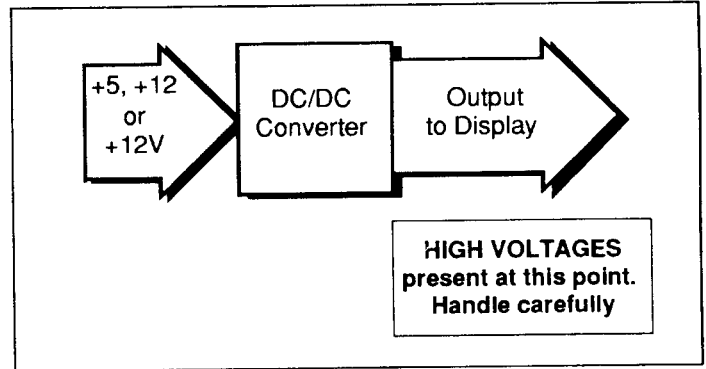 +5, +12
or
+12V
DC/DC
Converter
Output
to Display
HIGH VOLTAGES
present at this point.
Handle carefully